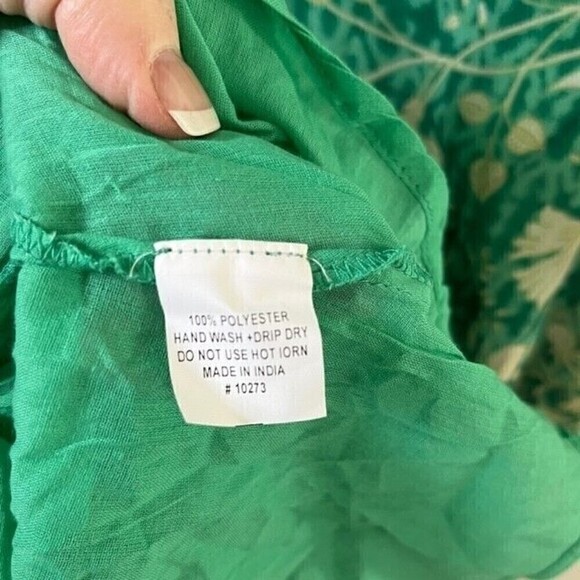 100% POLYESTER
HAND WASH +DRIP DRY
DO NOT USE HOT IORN
MADE IN INDIA
# 10273